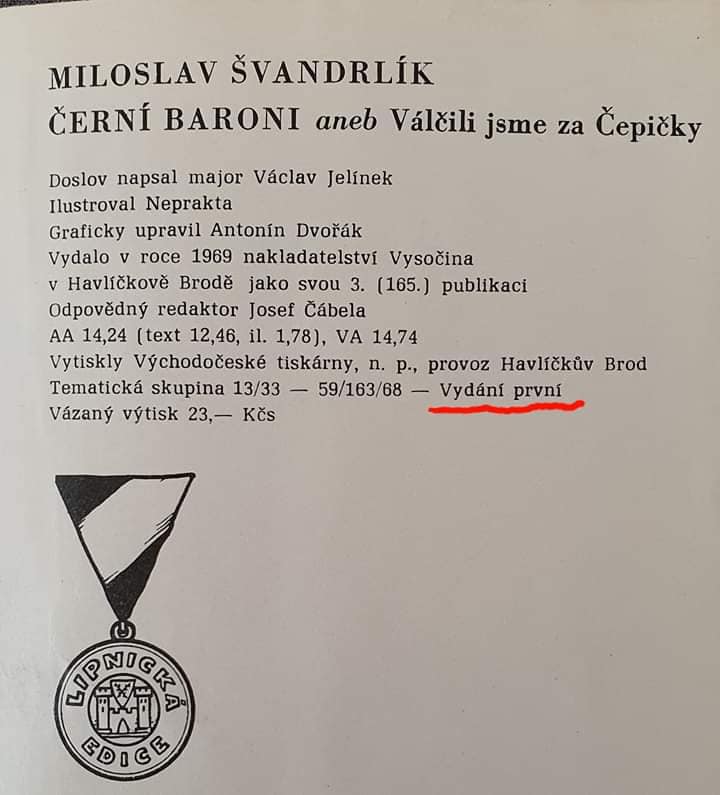 MILOSLAV ŠVANDRLÍK
ČERNÍ BARONI aneb Válčili jsme za Čepičky
Doslov napsal major Václav Jelínek
Ilustroval Neprakta
Graficky upravil Antonín Dvořák
Vydalo v roce 1969 nakladatelství Vysočina
v Havlíčkově Brodě jako svou 3. (165.) publikaci
Odpovědný redaktor Josef Čábela
AA 14,24 (text 12,46, il. 1,78), VA 14,74
Vytiskly Východočeské tiskárny, n. p., provoz Havlíčkův Brod
Tematická skupina 13/33 — 59/163/68 — Vydání první
Vázaný výtisk 23,— Kčs
LIPNICKÁ
EDICE